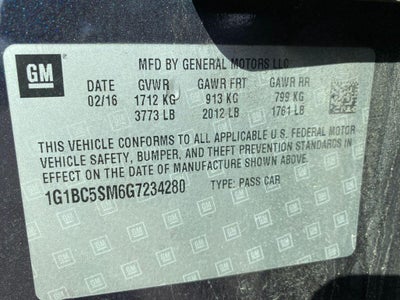 GM
MFD BY GENERAL MOTORS LLC
DATE GVWR GAWR FRT GAWR RR
02/16 1712 KG 913 KG 799 KG
3773 LB 2012 LB 1761 LB
THIS VEHICLE CONFORMS TO ALL APPLICABLE U.S. FEDERAL MOTOR
VEHICLE SAFETY, BUMPER, AND THEFT PREVENTION STANDARDS IN
EFFECT ON THE DATE OF MANUFACTURE SHOWN ABOVE.
1G1BC5SM6G7234280 TYPE: PASS CAR